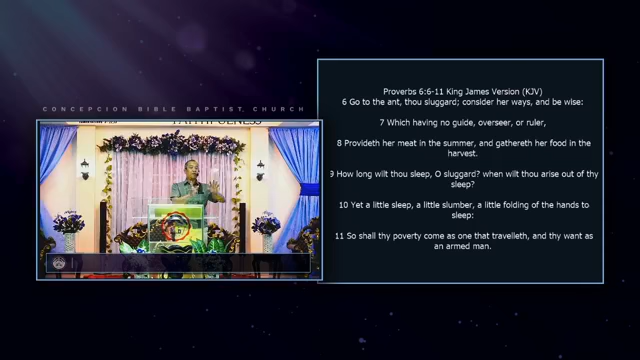 CONCEPCION BIBLE BAPTIST CHURCH
FAITHFULNESS
Proverbs 6:6-11 King James Version (KJV)
6 Go to the ant, thou sluggard; consider her ways, and be wise:
7 Which having no guide, overseer, or ruler,
8 Provideth her meat in the summer, and gathereth her food in the
harvest.
9 How long wilt thou sleep, O sluggard? when wilt thou arise out of thy
sleep?
10 Yet a little sleep, a little slumber, a little folding of the hands to
sleep:
11 So shall thy poverty come as one that travelleth, and thy want as
an armed man.